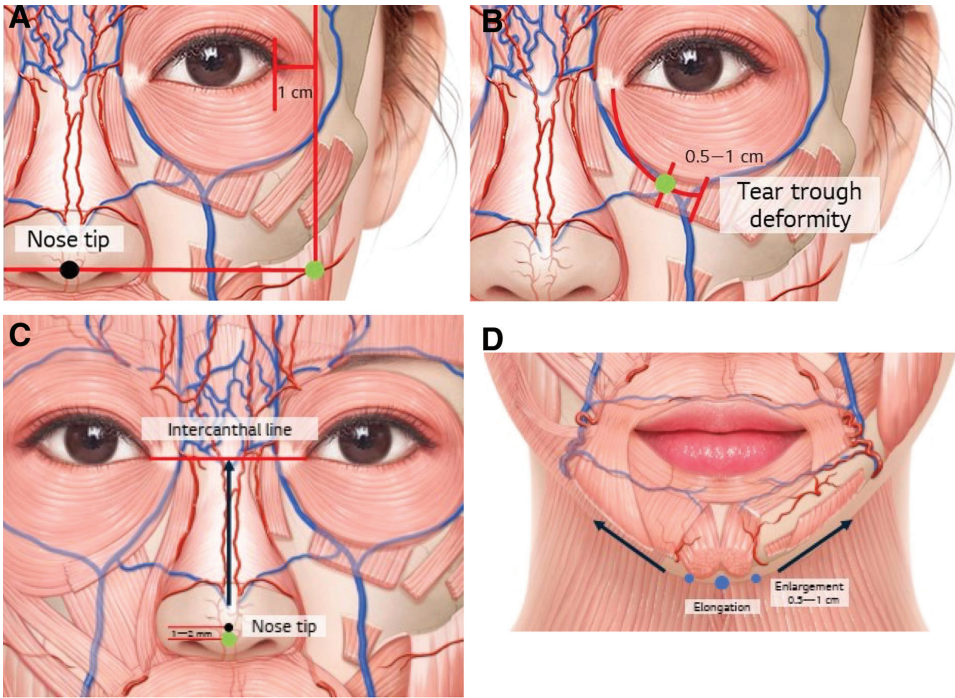 A
1 cm
Nose tip
B
0.5—1 cm
Tear trough
deformity
C
Intercanthal line
1—2 mm
Nose tip
D
Enlargement
0.5—1 cm
Elongation